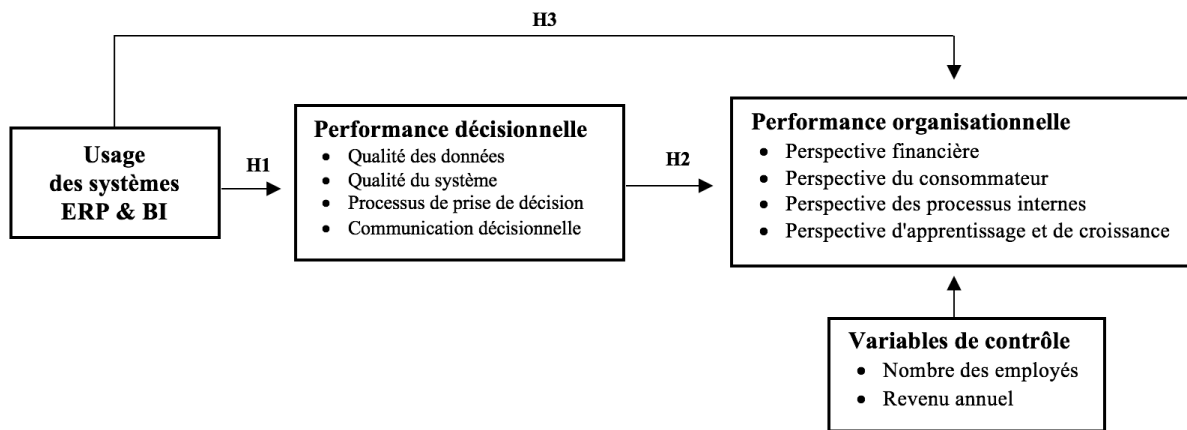 H3
Usage
des systèmes
ERP & BI
H1
Performance décisionnelle
• Qualité des données
• Qualité du système
• Processus de prise de décision
• Communication décisionnelle
H2
Performance organisationnelle
• Perspective financière
• Perspective du consommateur
• Perspective des processus internes
• Perspective d'apprentissage et de croissance
Variables de contrôle
• Nombre des employés
• Revenu annuel